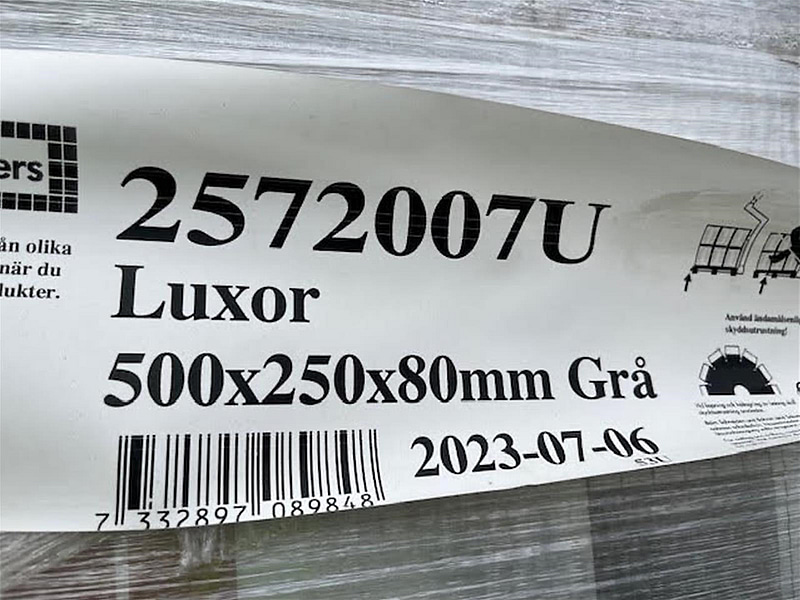 ers
2572007U
ån olika
när du
dukter.
Luxor
500x250x80mm Grå
2023-07-06
7 332897 089848
Använd ändamålsenlig
skyddsutrustning!